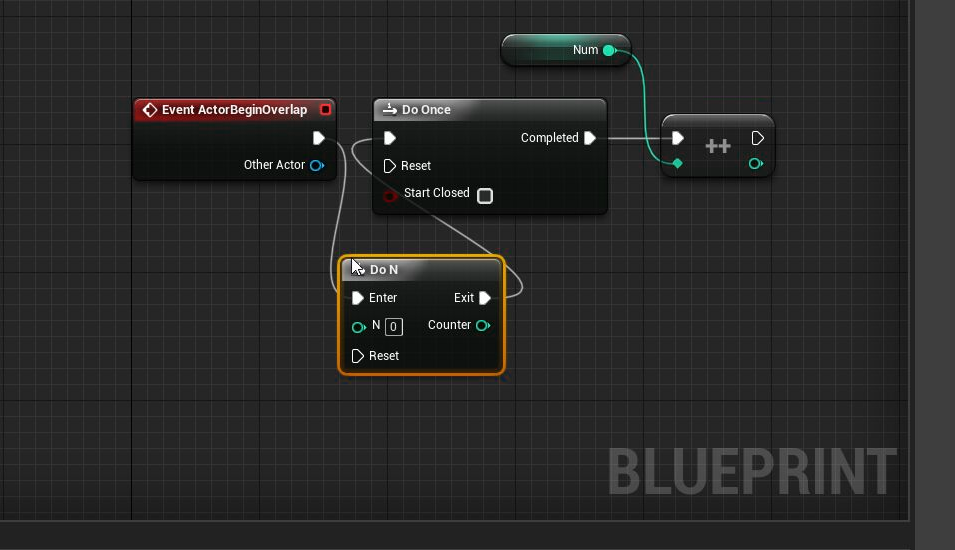 Num
Event ActorBeginOverlap
Other Actor
Do Once
Completed
Reset
Start Closed
++
Do N
Enter
Exit
N 0
Counter
Reset
BLUEPRINT